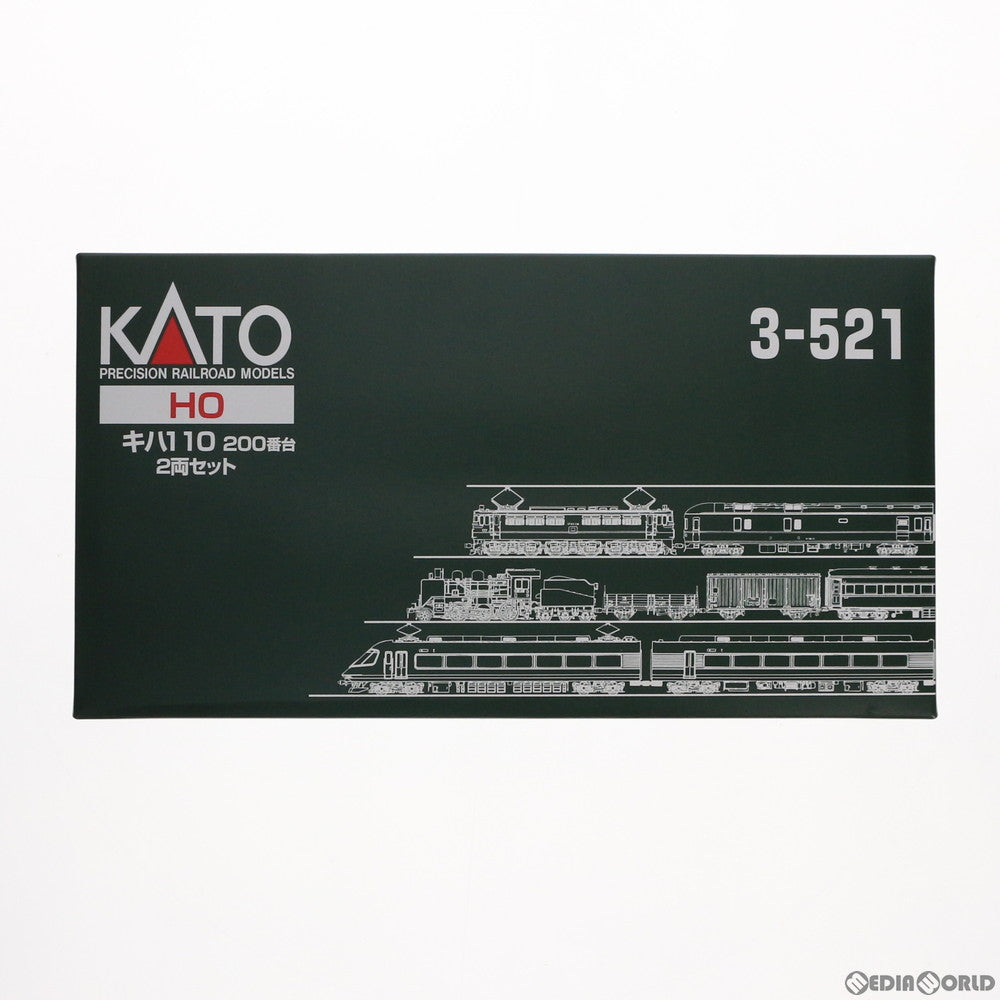 KATO
PRECISION RAILROAD MODELS
HO
キハ110 200番台
2両セット
3-521
MEDIAWORLD